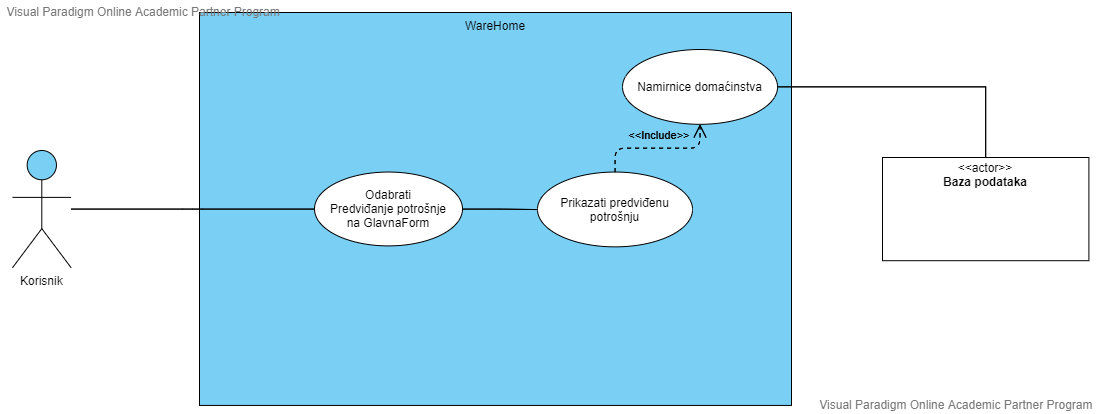 Visual Paradigm Online Academic Partner Program
WareHome
Namirnice domaćinstva
<<Include>>
<<actor>>
Baza podataka
Odabrati
Predviđanje potrošnje
na GlavnaForm
Prikazati predviđenu
potrošnju
Korisnik
Visual Paradigm Online Academic Partner Program